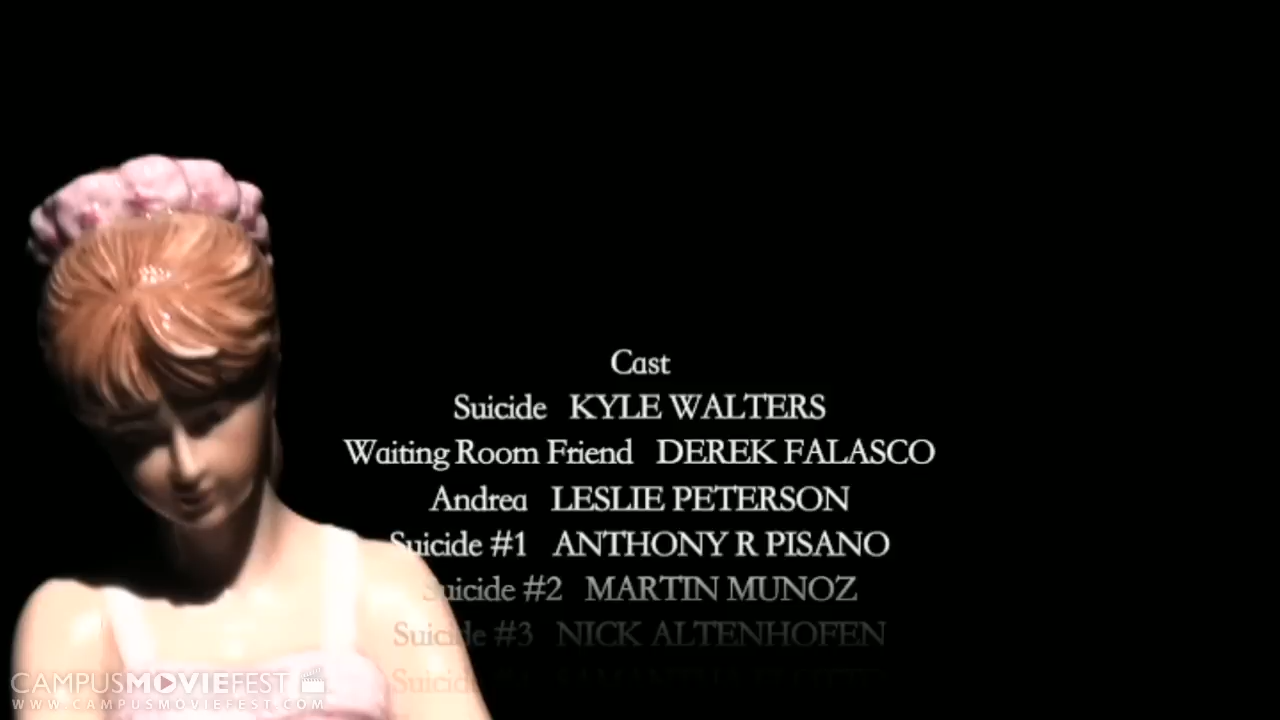 Cast
Suicide KYLE WALTERS
Waiting Room Friend DEREK FALASCO
Andrea LESLIE PETERSON
Suicide #1 ANTHONY R PISANO
Suicide #2 MARTIN MUNOZ
Suicide #3 NICK ALTENHOFEN
Suicide
CAMPUSMOVIEFEST
WWW.CAMPUSMOVIEFEST.COM